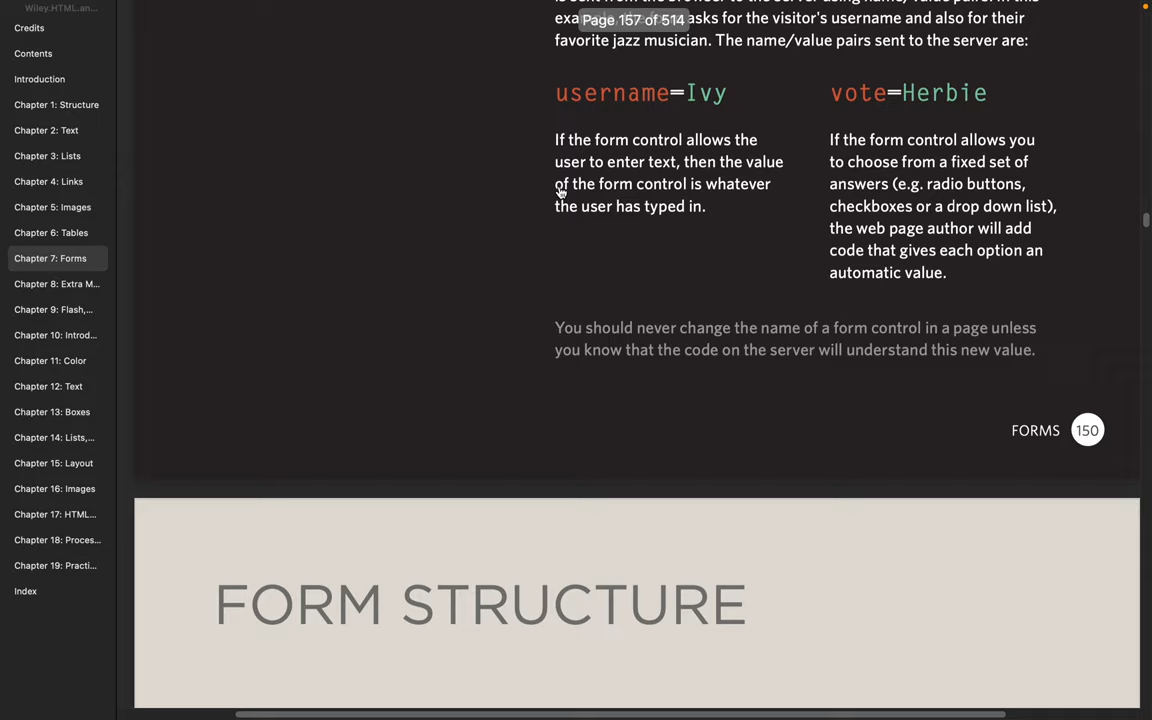 Wiley.HTML.an...
Credits
Contents
Introduction
Chapter 1: Structure
Chapter 2: Text
Chapter 3: Lists
Chapter 4: Links
Chapter 5: Images
Chapter 6: Tables
Chapter 7: Forms
Chapter 8: Extra M...
Chapter 9: Flash,...
Chapter 10: Introd...
Chapter 11: Color
Chapter 12: Text
Chapter 13: Boxes
Chapter 14: Lists,...
Chapter 15: Layout
Chapter 16: Images
Chapter 17: HTML...
Chapter 18: Proces...
Chapter 19: Practi...
Index
Page 157 of 514
asks for the visitor's username and also for their
favorite jazz musician. The name/value pairs sent to the server are:
username=Ivy
If the form control allows the
user to enter text, then the value
of the form control is whatever
the user has typed in.
vote=Herbie
If the form control allows you
to choose from a fixed set of
answers (e.g. radio buttons,
checkboxes or a drop down list),
the web page author will add
code that gives each option an
automatic value.
You should never change the name of a form control in a page unless
you know that the code on the server will understand this new value.
FORMS 150
FORM STRUCTURE